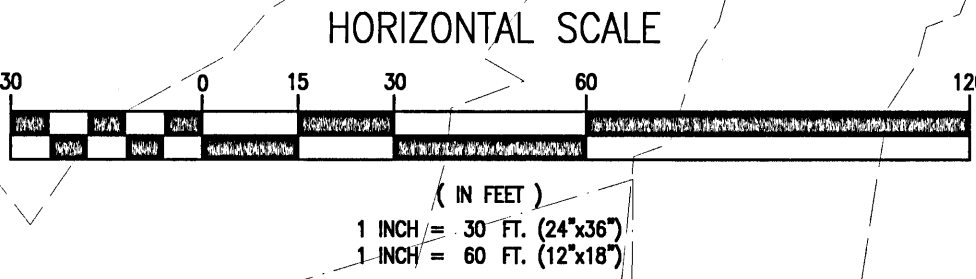 HORIZONTAL SCALE
30 0 15 30 60 120
( IN FEET )
1 INCH = 30 FT. (24"x36")
1 INCH = 60 FT. (12"x18")